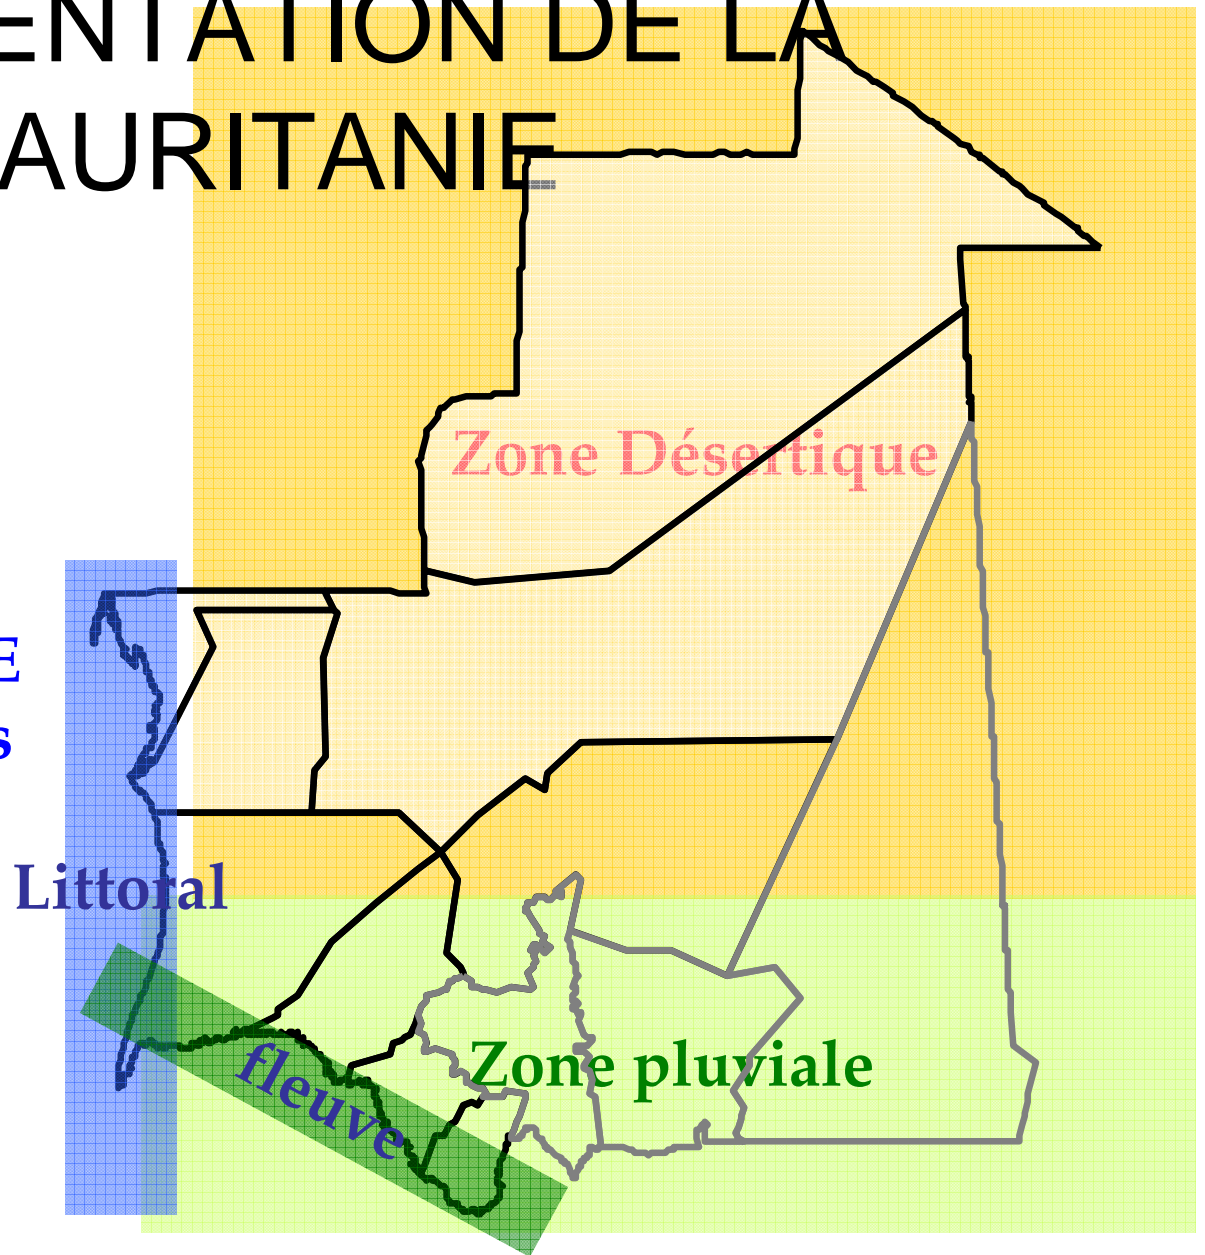 ENTATION DE LA
AURITANIE
Zone Désertique
E
s
Littoral
Zone pluviale
fleuve